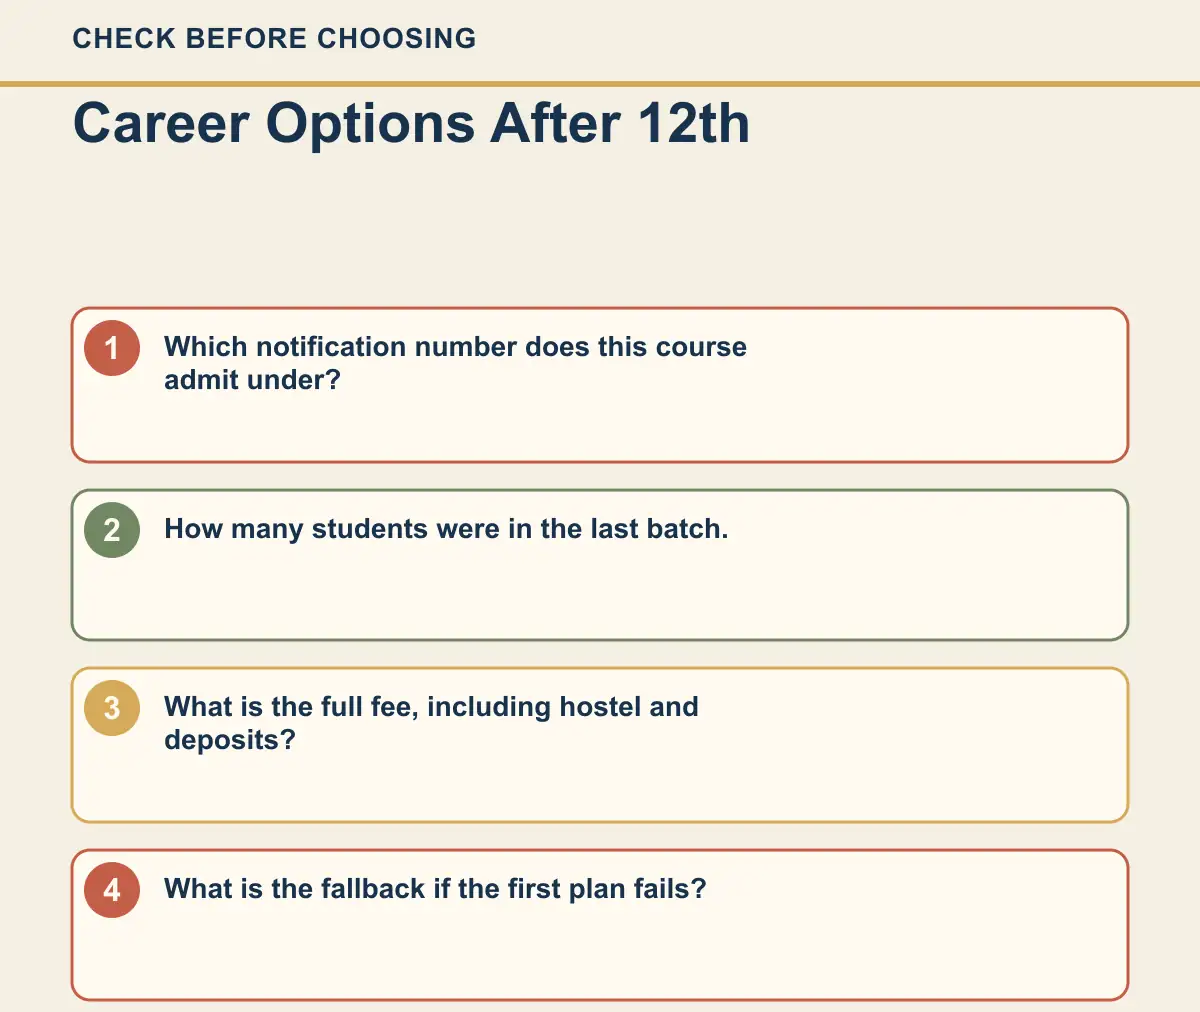 CHECK BEFORE CHOOSING
Career Options After 12th
1
Which notification number does this course
admit under?
2
How many students were in the last batch.
3
What is the full fee, including hostel and
deposits?
4
What is the fallback if the first plan fails?